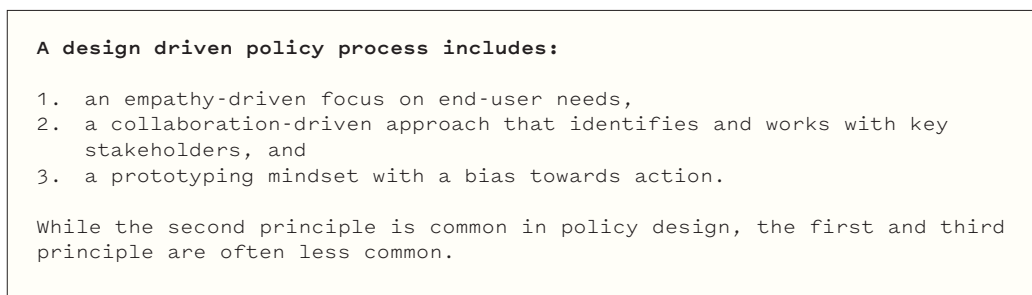 A design driven policy process includes:
1. an empathy-driven focus on end-user needs,
2. a collaboration-driven approach that identifies and works with key
stakeholders, and
3. a prototyping mindset with a bias towards action.
While the second principle is common in policy design, the first and third
principle are often less common.